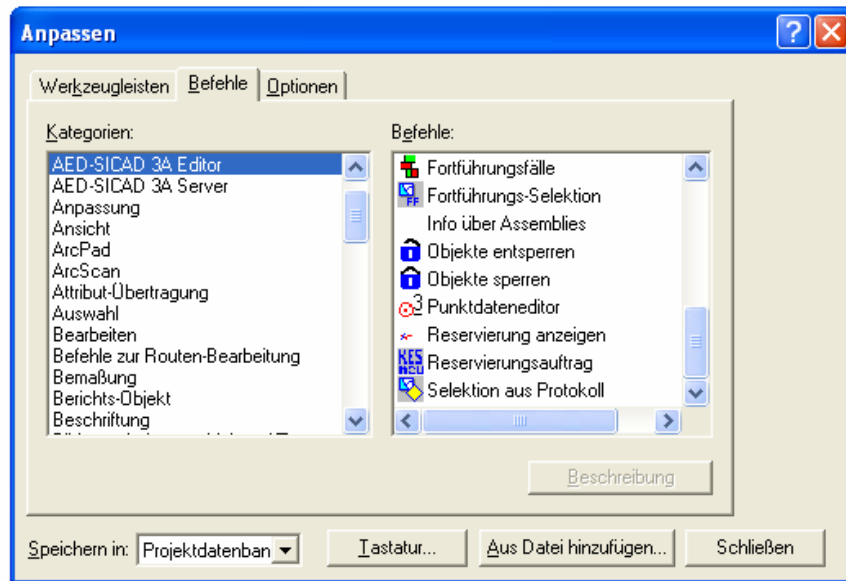 Anpassen
Werkzeugleisten
Befehle
Optionen
Kategorien:
AED-SICAD 3A Editor
AED-SICAD 3A Server
Anpassung
Ansicht
ArcPad
ArcScan
Attribut-Übertragung
Auswahl
Bearbeiten
Befehle zur Routen-Bearbeitung
Bemaßung
Berichts-Objekt
Beschriftung
Befehle:
Fortführungsfälle
Fortführungs-Selektion
Info über Assemblies
Objekte entsperren
Objekte sperren
Punktdateneditor
Reservierung anzeigen
Reservierungsauftrag
Selektion aus Protokoll
Beschreibung
Speichern in:
Projektdatenban
Tastatur...
Aus Datei hinzufügen...
Schließen